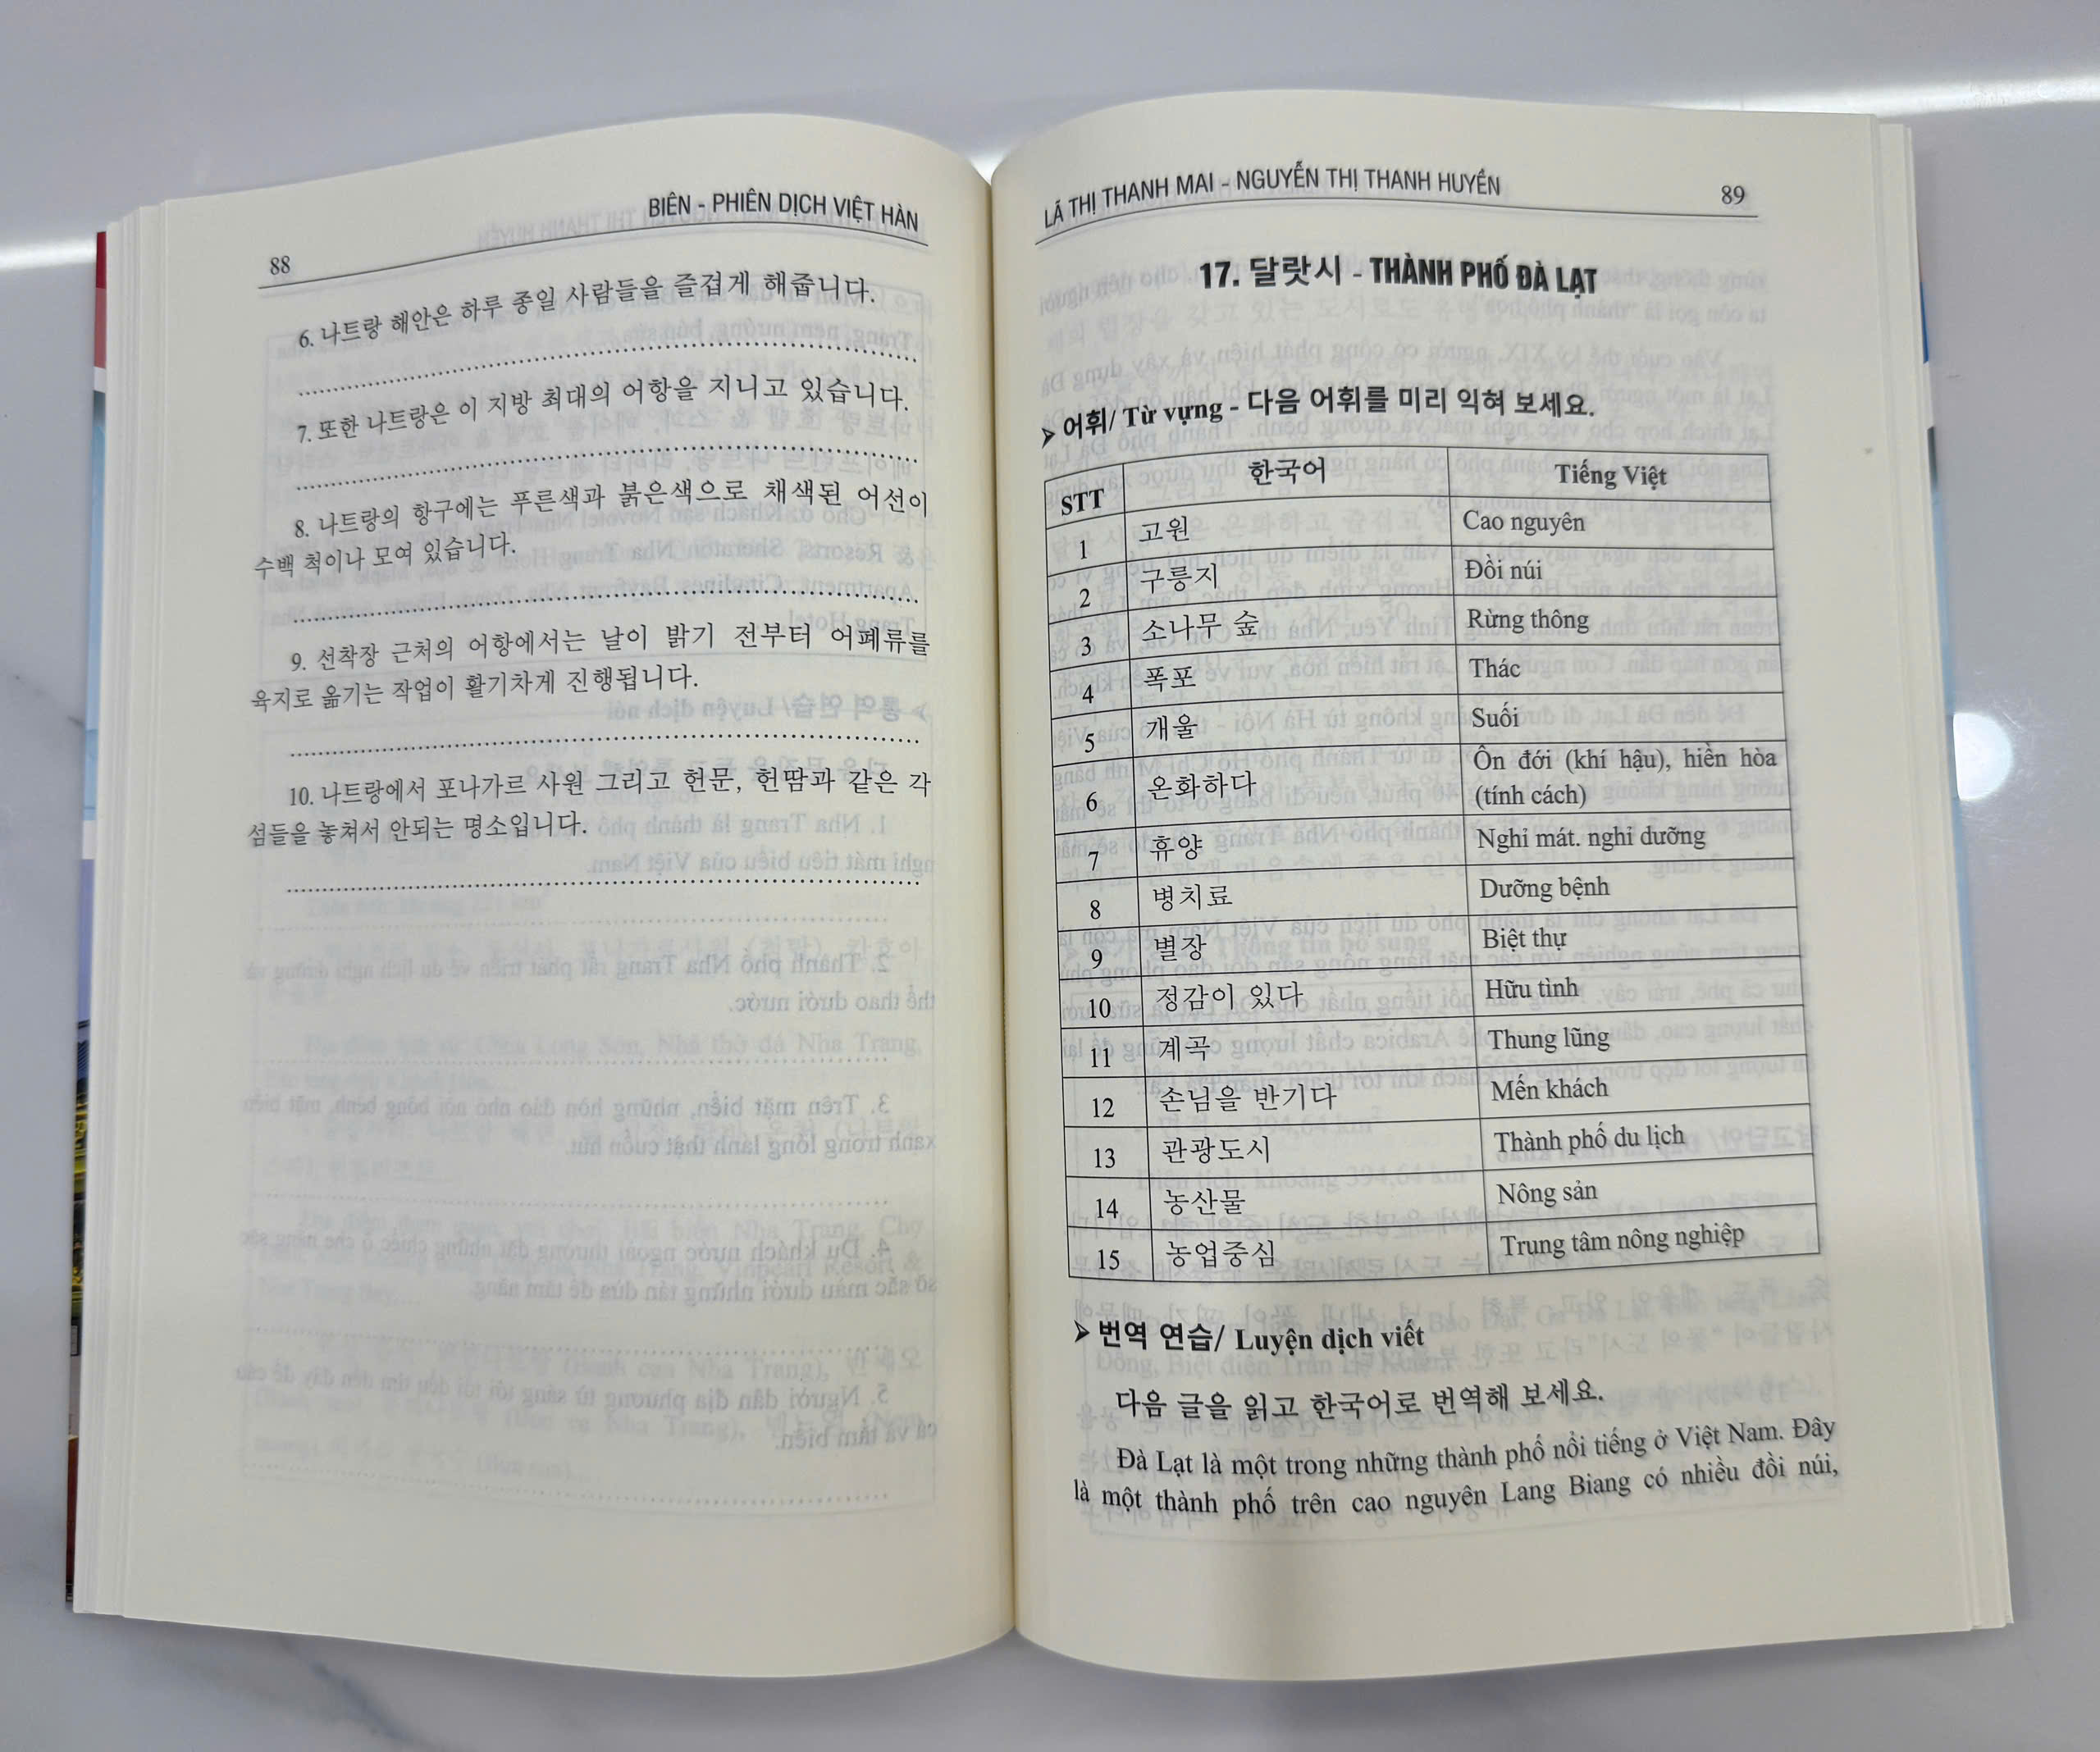 BIÊN - PHIÊN DỊCH VIỆT HÀN
88
6. 나트랑 해안은 하루 종일 사람들을 즐겁게 해줍니다.
7. 또한 나트랑은 이 지방 최대의 어항을 지니고 있습니다.
8. 나트랑의 항구에는 푸른색과 붉은색으로 채색된 어선이
수백 척이나 모여 있습니다.
9. 선착장 근처의 어항에서는 날이 밝기 전부터 어폐류를
육지로 옮기는 작업이 활기차게 진행됩니다.
10. 나트랑에서 포나가르 사원 그리고 헌문, 헌땀과 같은 각
섬들을 놓쳐서 안되는 명소입니다.
LÃ THỊ THANH MAI - NGUYỄN THỊ THANH HUYỀN
89
17. 달랏시 - THÀNH PHỐ ĐÀ LẠT
➤ 어휘/ Từ vựng - 다음 어휘를 미리 익혀 보세요.
STT 한국어 Tiếng Việt
1 고원 Cao nguyên
2 구릉지 Đồi núi
3 소나무 숲 Rừng thông
4 폭포 Thác
5 개울 Suối
6 온화하다 Ôn đới (khí hậu), hiền hòa
(tính cách)
7 휴양 Nghỉ mát. nghỉ dưỡng
8 병치료 Dưỡng bệnh
9 별장 Biệt thự
10 정감이 있다 Hữu tình
11 계곡 Thung lũng
12 손님을 반기다 Mến khách
13 관광도시 Thành phố du lịch
14 농산물 Nông sản
15 농업중심 Trung tâm nông nghiệp
➤ 번역 연습/ Luyện dịch viết
다음 글을 읽고 한국어로 번역해 보세요.
Đà Lạt là một trong những thành phố nổi tiếng ở Việt Nam. Đây
là một thành phố trên cao nguyên Lang Biang có nhiều đồi núi,